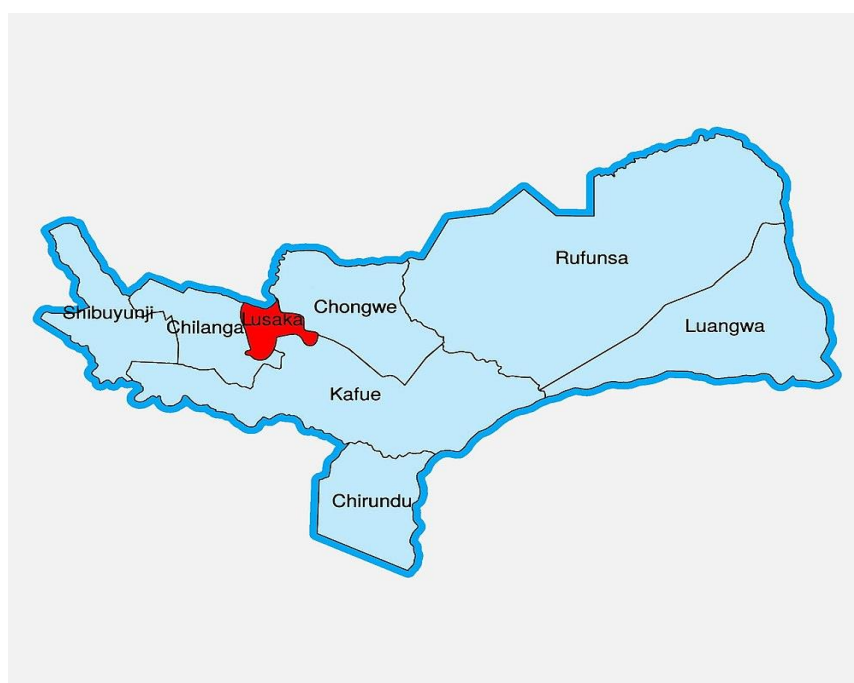 Rufunsa
Chongwe
Shibuyunji
Lusaka
Chilanga
Luangwa
Kafue
Chirundu